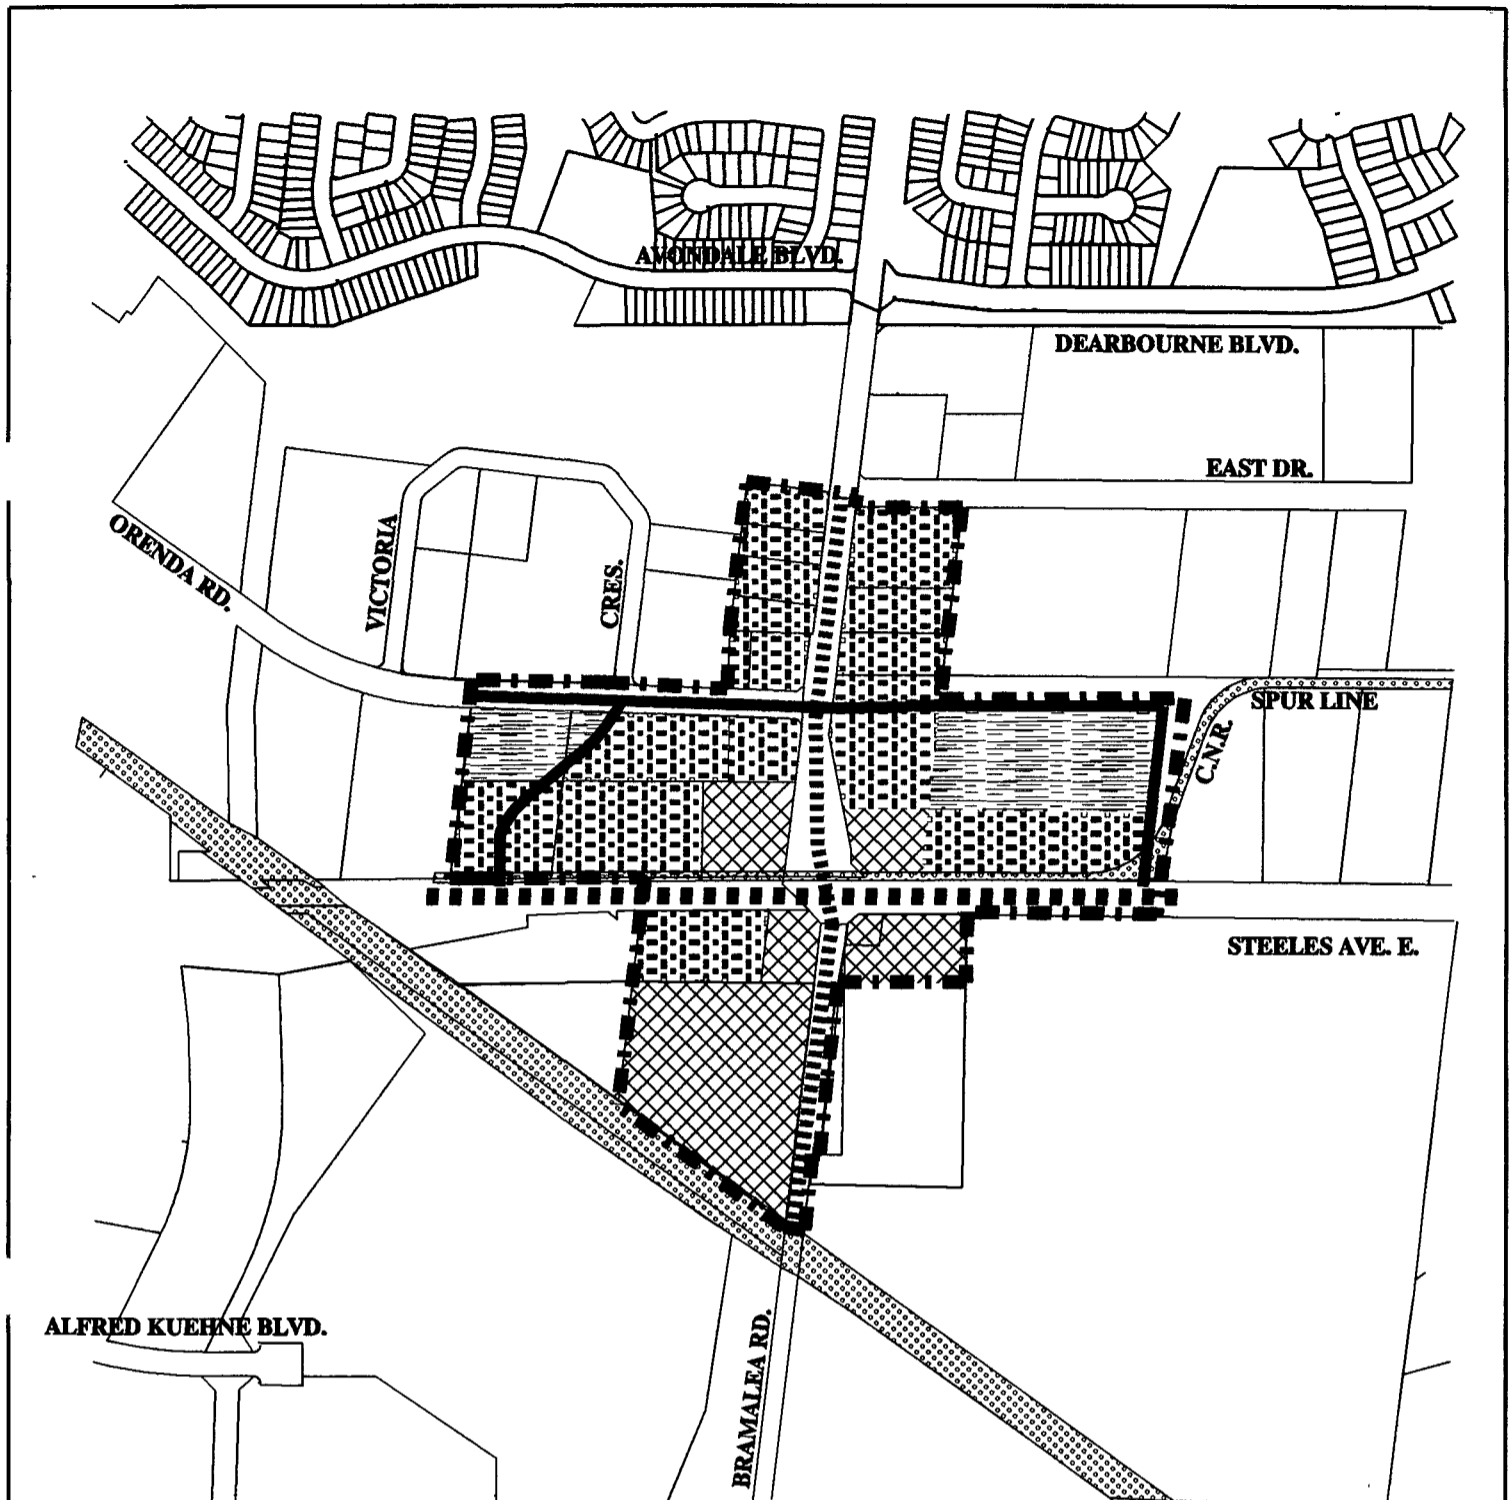 AVONDALE BLVD.
DEARBOURNE BLVD.
EAST DR.
ORENDA RD.
VICTORIA
CRES.
SPUR LINE
C.N.R.
STEELES AVE. E.
ALFRED KUEHNE BLVD.
BRAMALEA RD.